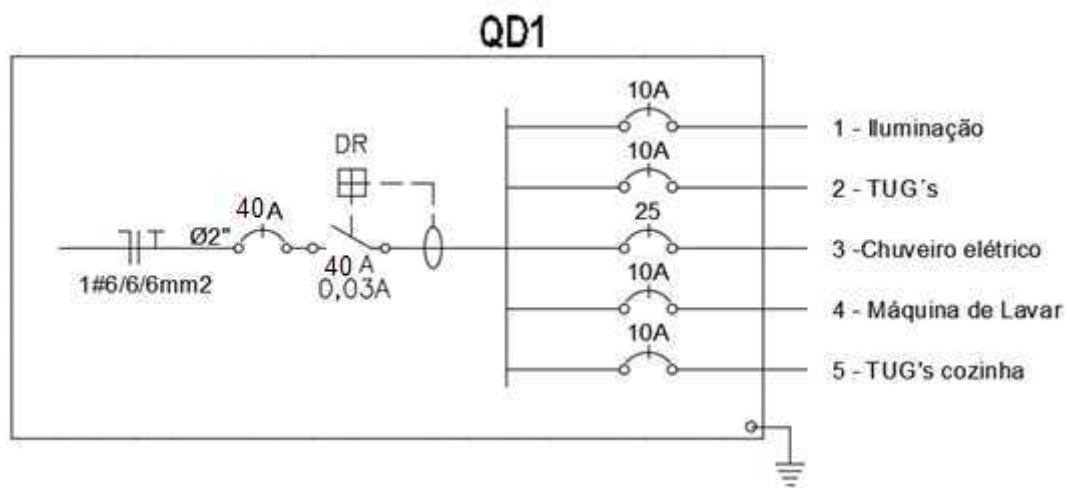 QD1
10A
1 - Iluminação
10A
2 - TUG´s
DR
40A
Ø2"
25
3 -Chuveiro elétrico
1#6/6/6mm2
40 A
0,03A
10A
4 - Máquina de Lavar
10A
5 - TUG's cozinha